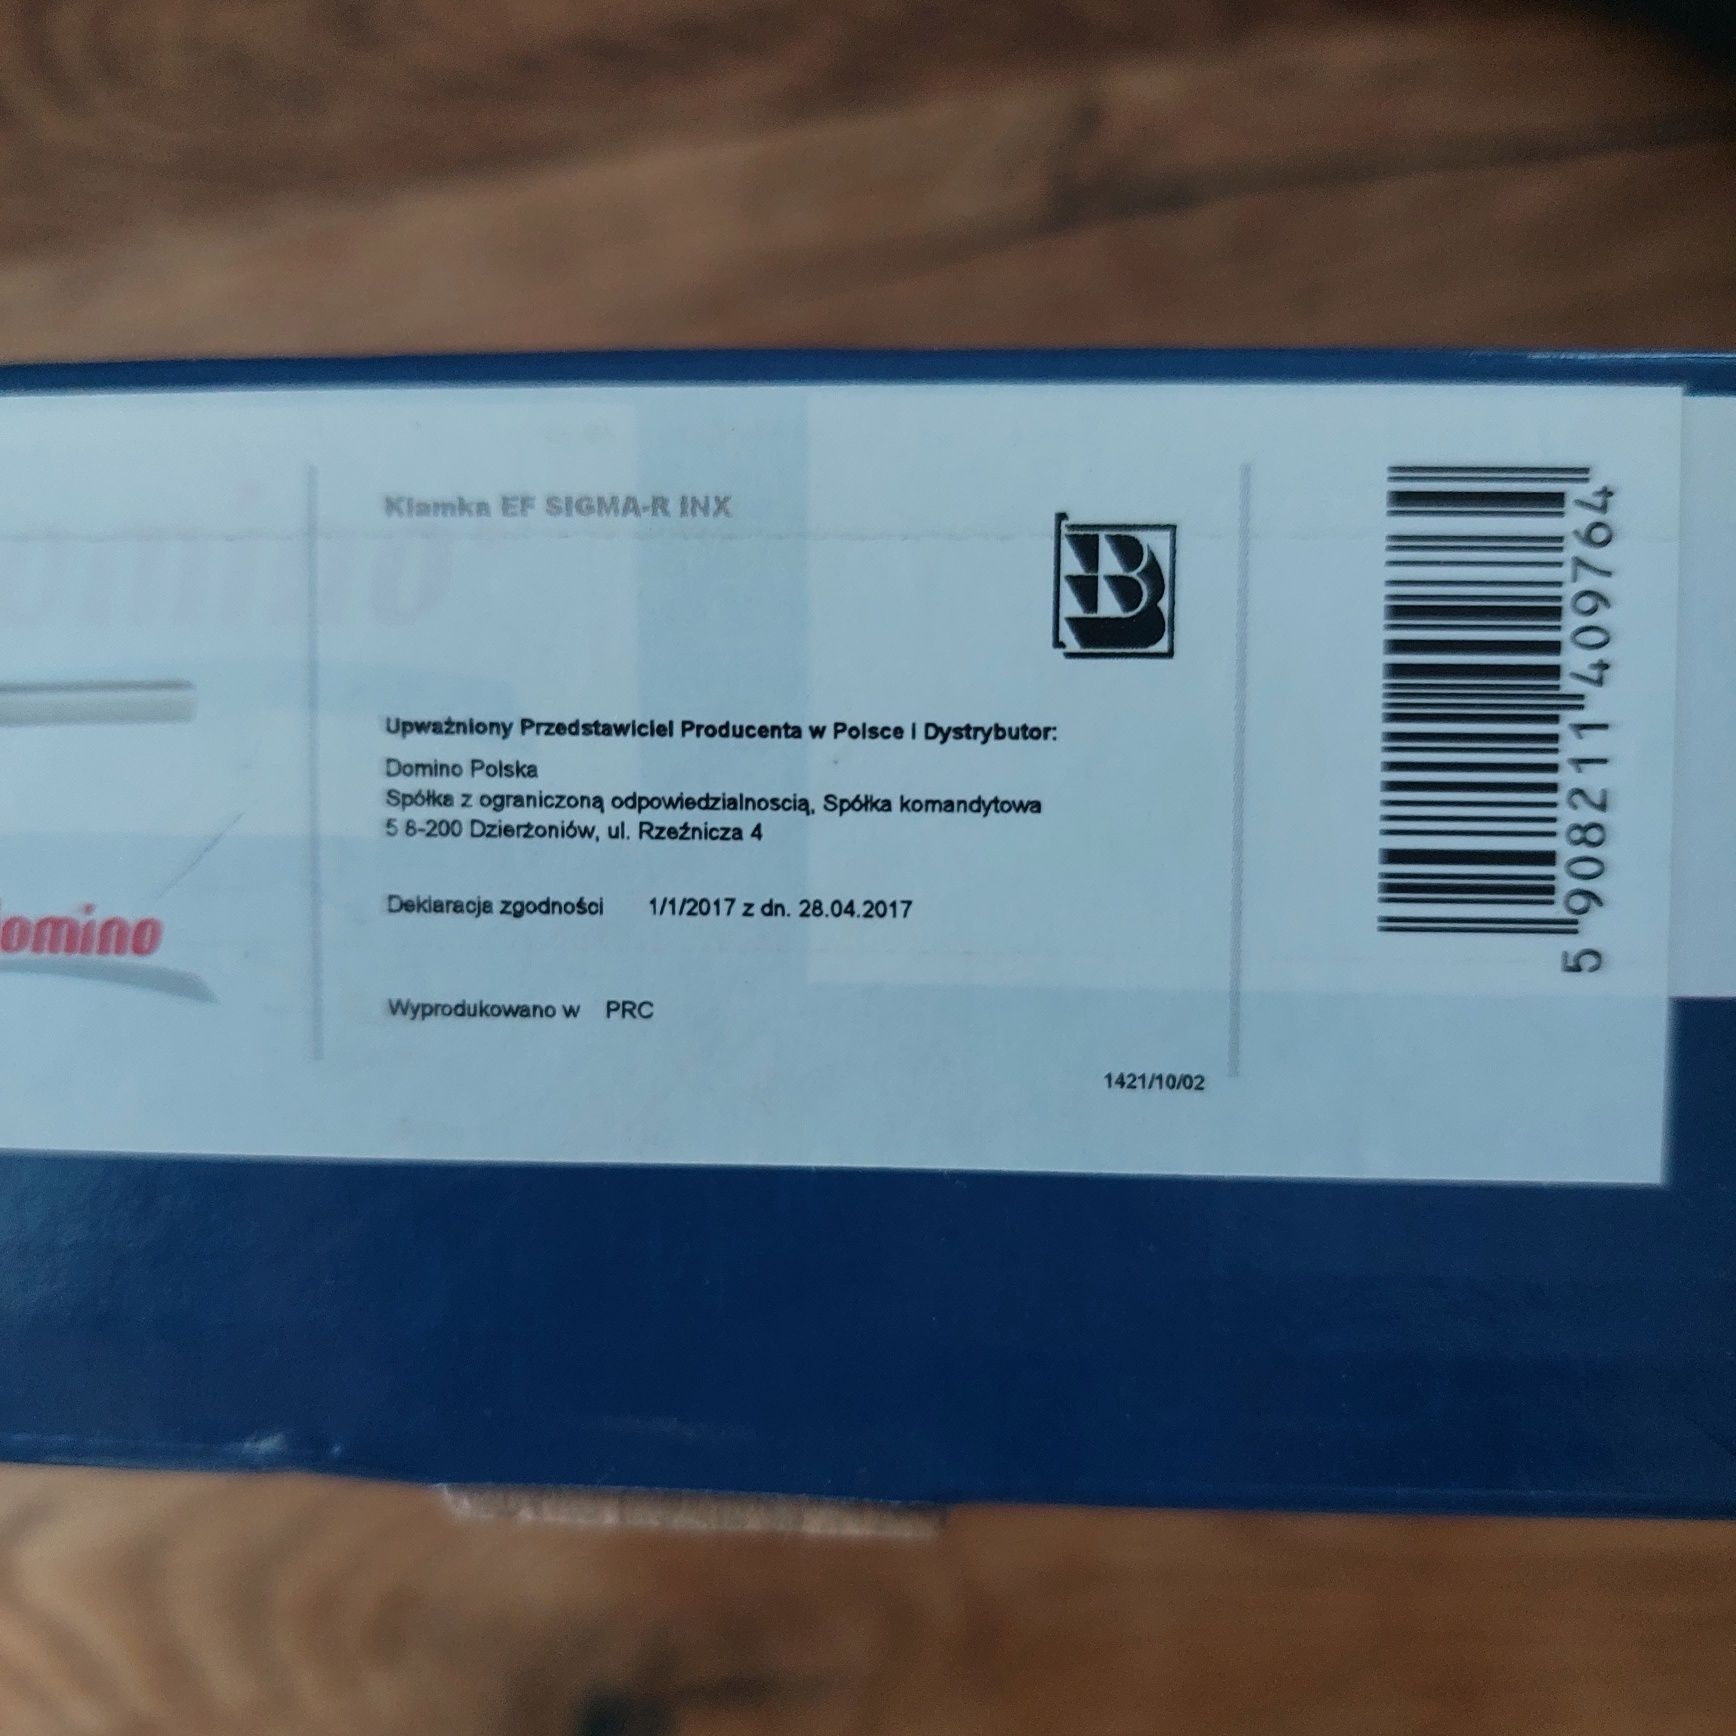 Klamka EF SIGMA-R INX
Upważniony Przedstawiciel Producenta w Polsce i Dystrybutor:
Domino Polska
Spółka z ograniczoną odpowiedzialnoscią, Spółka komandytowa
5 8-200 Dzierżoniów, ul. Rzeźnicza 4
Deklaracja zgodności 1/1/2017 z dn. 28.04.2017
Wyprodukowano w PRC
1421/10/02
omino
5 908211 409764